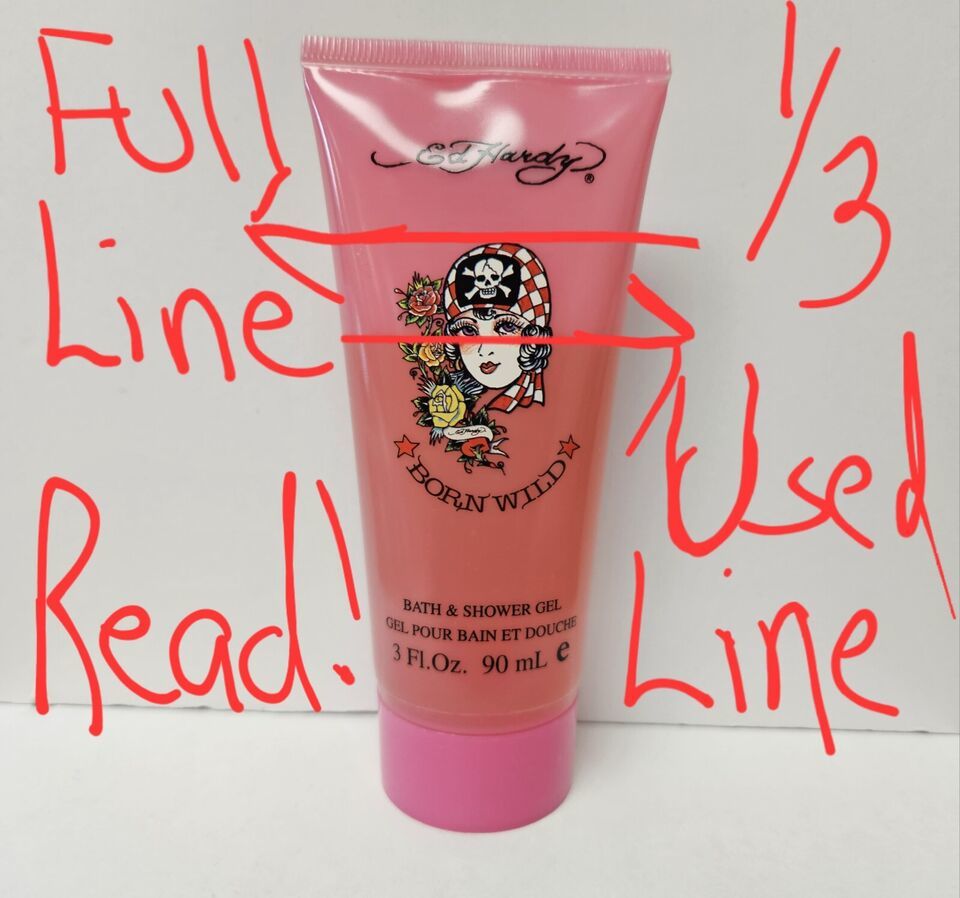 Full
Line
Read!
Ed Hardy®
Ed Hardy
BORN WILD
BATH & SHOWER GEL
GEL POUR BAIN ET DOUCHE
3 Fl.Oz. 90 mL e
1/3
Used
Line